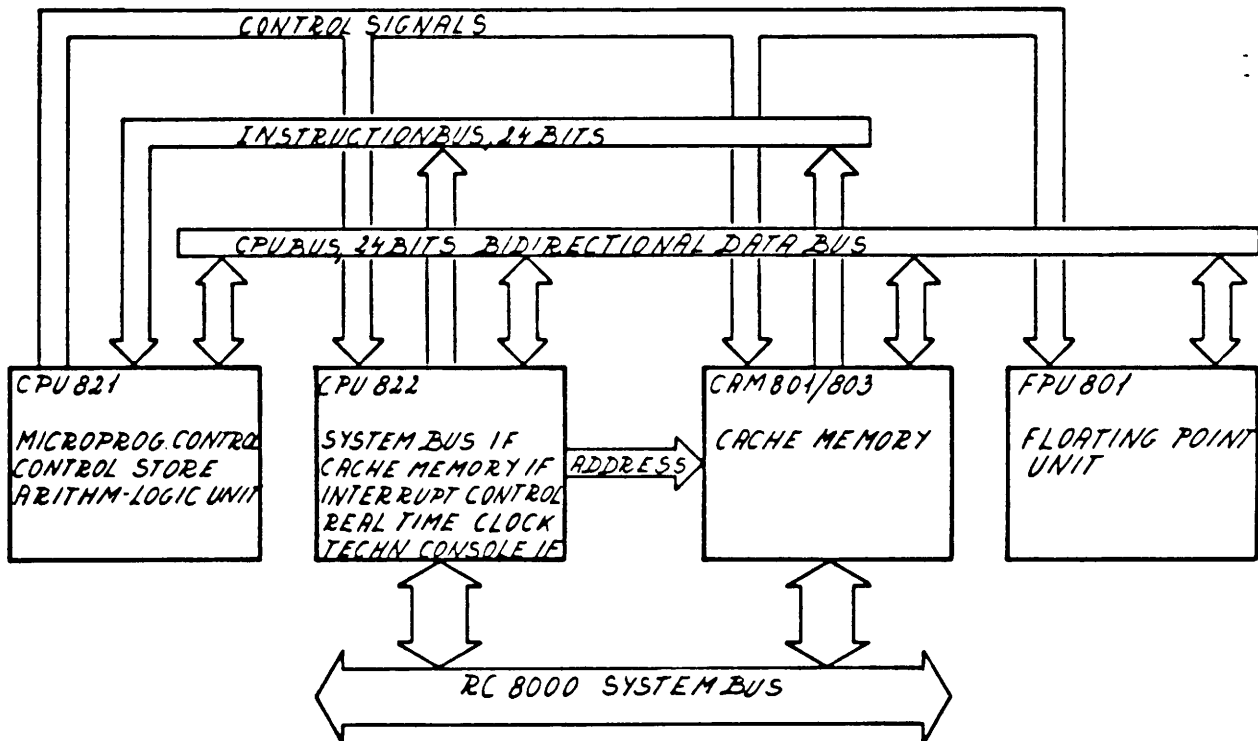 CONTROL SIGNALS
INSTRUCTIONBUS, 24 BITS
CPUBUS, 24 BITS BIDIRECTIONAL DATA BUS
CPU 821
MICROPROG. CONTROL
CONTROL STORE
ARITHM-LOGIC UNIT
CPU 822
SYSTEM BUS IF
CACHE MEMORY IF
INTERRUPT CONTROL
REAL TIME CLOCK
TECHN CONSOLE IF
ADDRESS
CAM 801/803
CACHE MEMORY
FPU 801
FLOATING POINT
UNIT
RC 8000 SYSTEM BUS